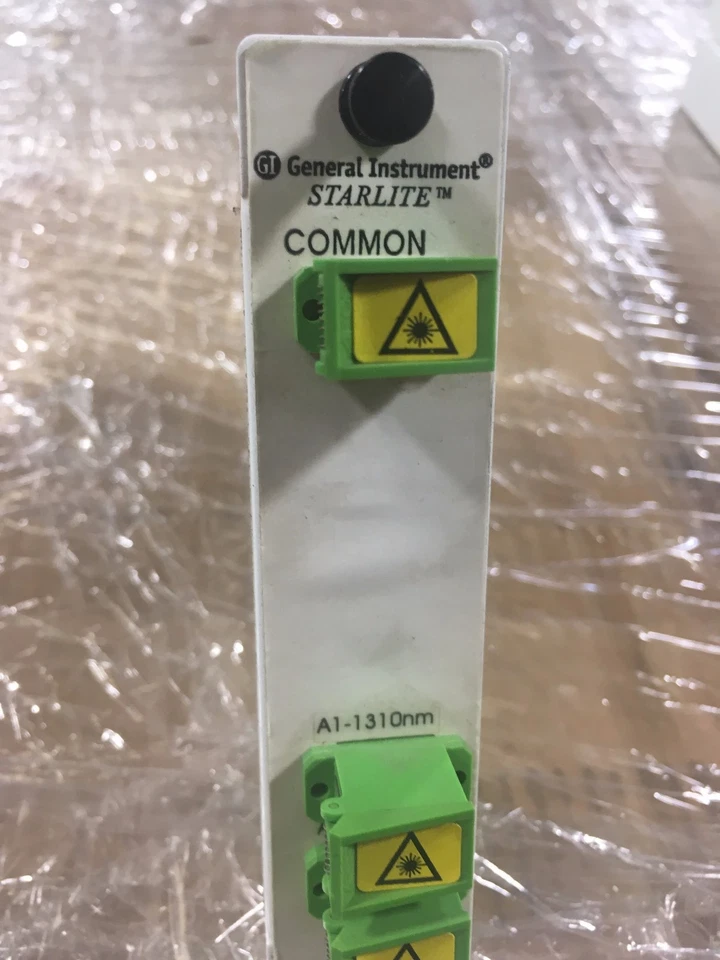 GI General Instrument®
STARLITE™
COMMON
A1-1310nm